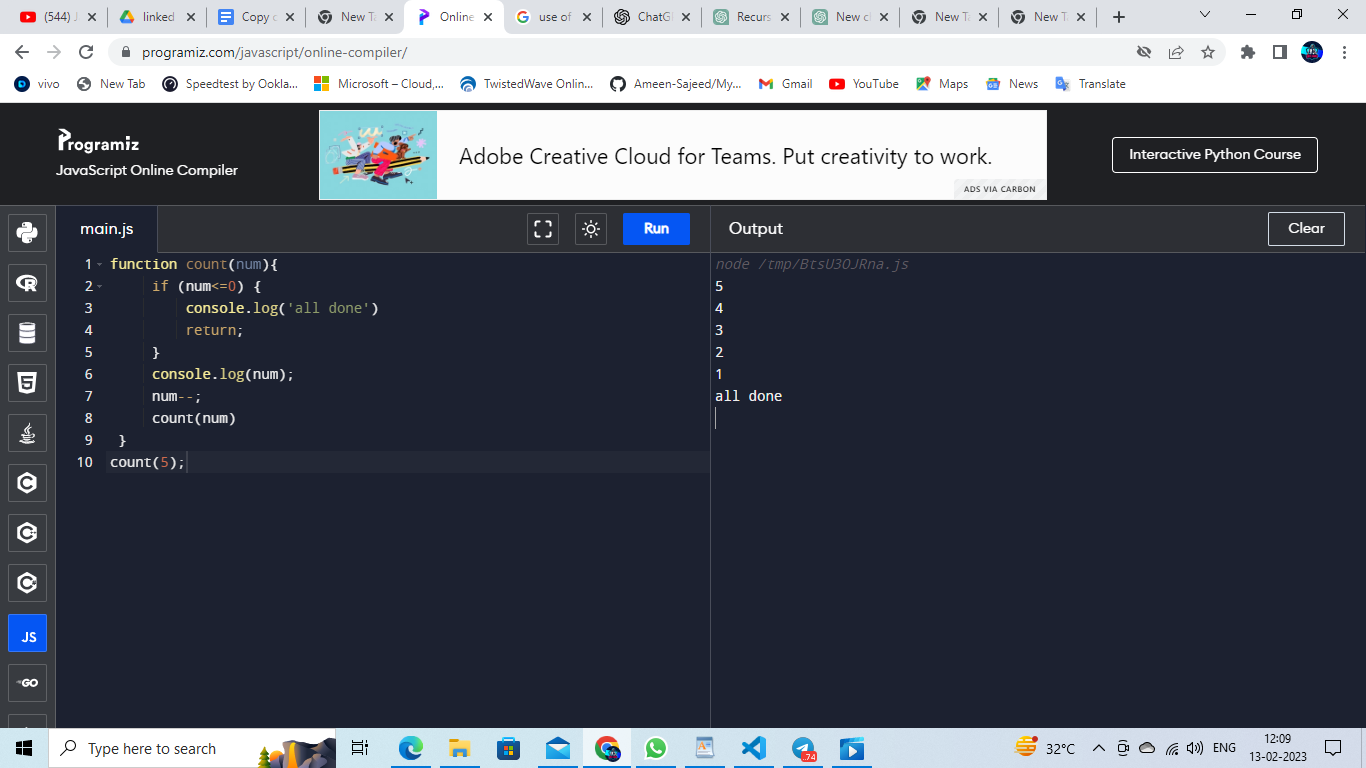 (544) J
linked
Copy o
New Ta
Online
use of
ChatG
Recurs
New ch
New Ta
New Ta
programiz.com/javascript/online-compiler/
vivo
New Tab
Speedtest by Ookla...
Microsoft – Cloud,...
TwistedWave Onlin...
Ameen-Sajeed/My...
Gmail
YouTube
Maps
News
Translate
Programiz
JavaScript Online Compiler
Adobe Creative Cloud for Teams. Put creativity to work.
ADS VIA CARBON
Interactive Python Course
main.js
Run
Output
Clear
1 function count(num){
2 if (num<=0) {
3 console.log('all done')
4 return;
5 }
6 console.log(num);
7 num--;
8 count(num)
9 }
10 count(5);
node /tmp/BtsU3OJRna.js
5
4
3
2
1
all done
JS
GO
Type here to search
74
32°C
ENG
12:09
13-02-2023